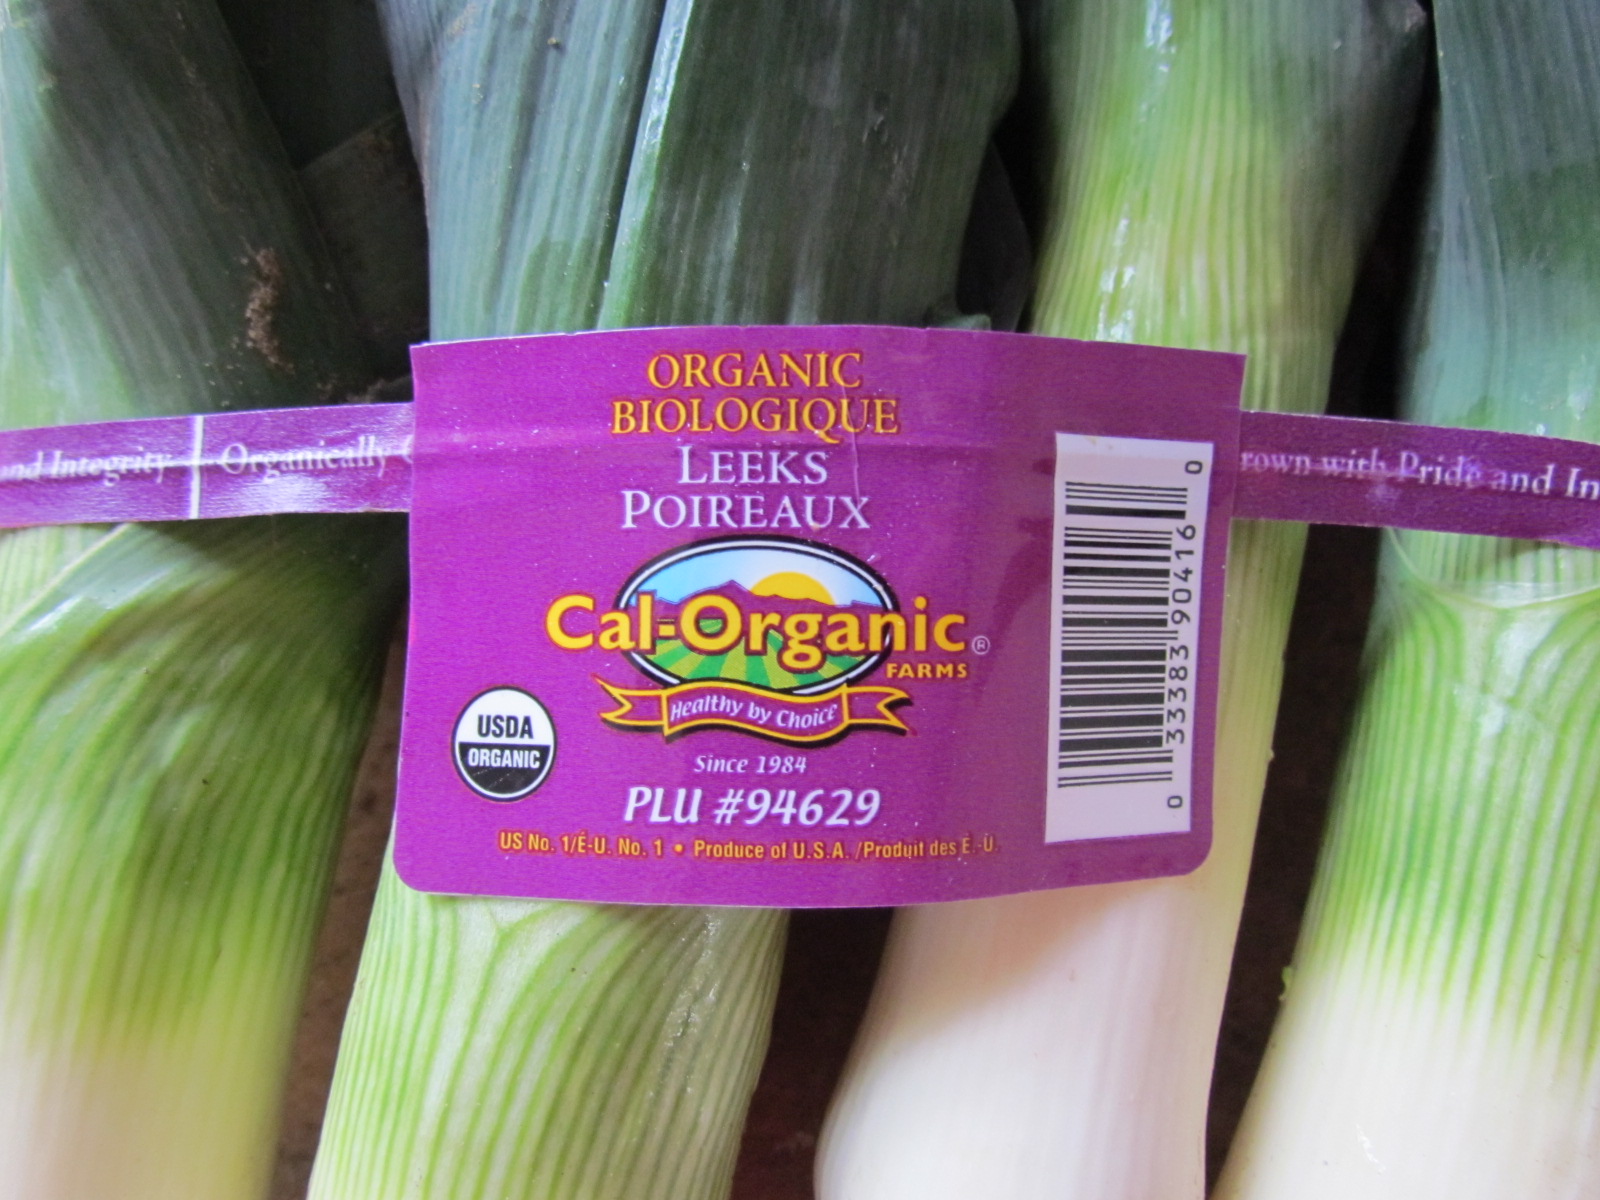 ORGANIC
BIOLOGIQUE
LEEKS
POIREAUX
nd Integrity | Organically
rown with Pride and In
Cal-Organic®
FARMS
Healthy by Choice
USDA
ORGANIC
Since 1984
PLU #94629
US No. 1/É-U. No. 1 • Produce of U.S.A. /Produit des É.-U.
0 33383 90416 0